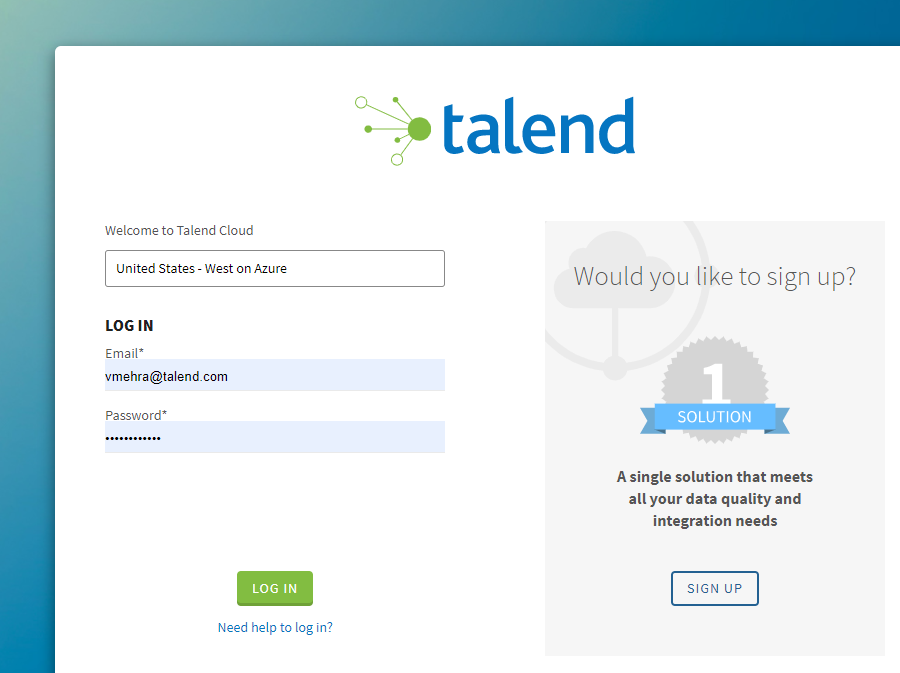 talend
Welcome to Talend Cloud
United States - West on Azure
LOG IN
Email*
vmehra@talend.com
Password*
••••••••••••
LOG IN
Need help to log in?
Would you like to sign up?
1
SOLUTION
A single solution that meets
all your data quality and
integration needs
SIGN UP